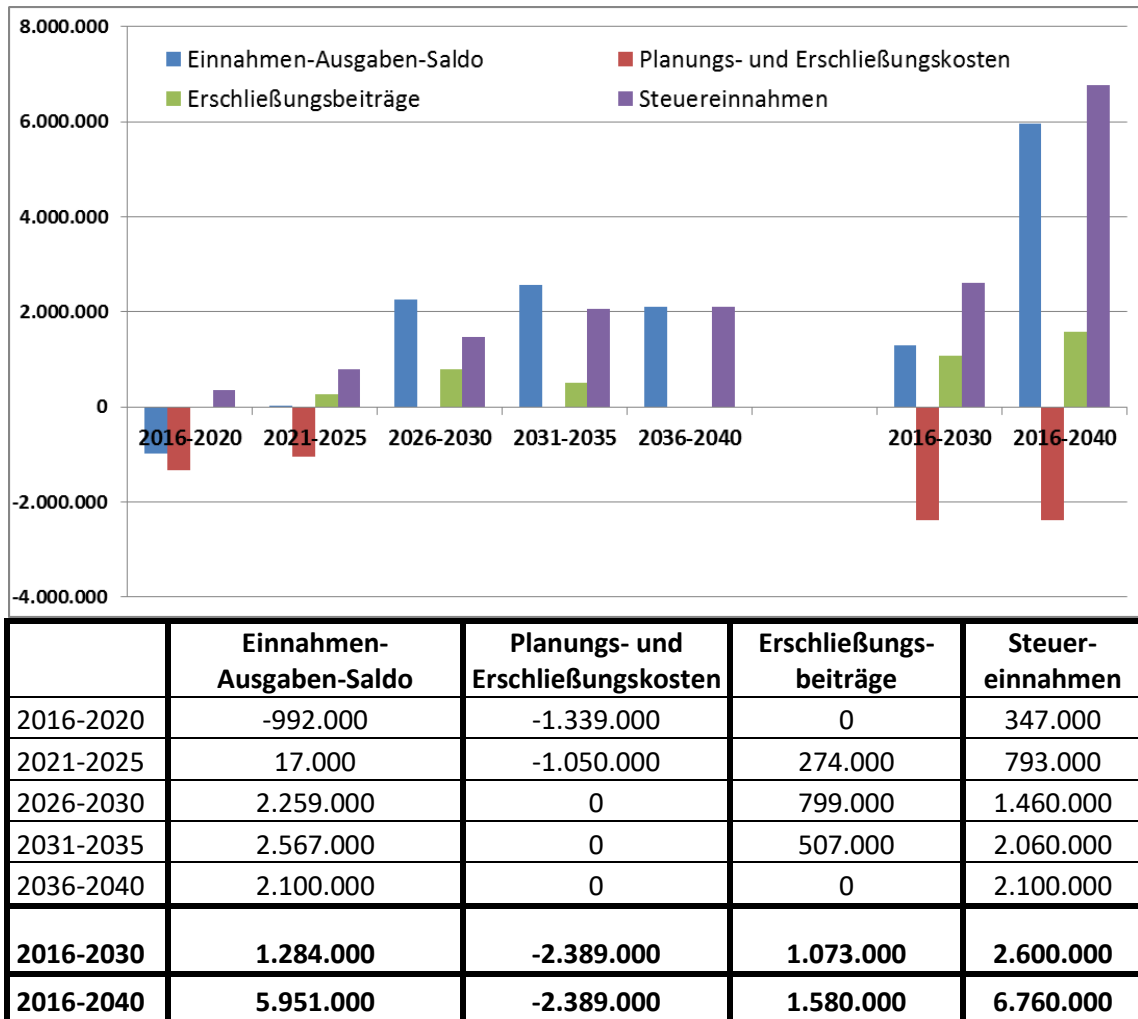 8.000.000
Einnahmen-Ausgaben-Saldo Planungs- und Erschließungskosten
Erschließungsbeiträge Steuereinnahmen
6.000.000
4.000.000
2.000.000
0
2016-2020 2021-2025 2026-2030 2031-2035 2036-2040 2016-2030 2016-2040
-2.000.000
-4.000.000
Einnahmen- Planungs- und Erschließungs- Steuer-
Ausgaben-Saldo Erschließungskosten beiträge einnahmen
2016-2020 -992.000 -1.339.000 0 347.000
2021-2025 17.000 -1.050.000 274.000 793.000
2026-2030 2.259.000 0 799.000 1.460.000
2031-2035 2.567.000 0 507.000 2.060.000
2036-2040 2.100.000 0 0 2.100.000
2016-2030 1.284.000 -2.389.000 1.073.000 2.600.000
2016-2040 5.951.000 -2.389.000 1.580.000 6.760.000